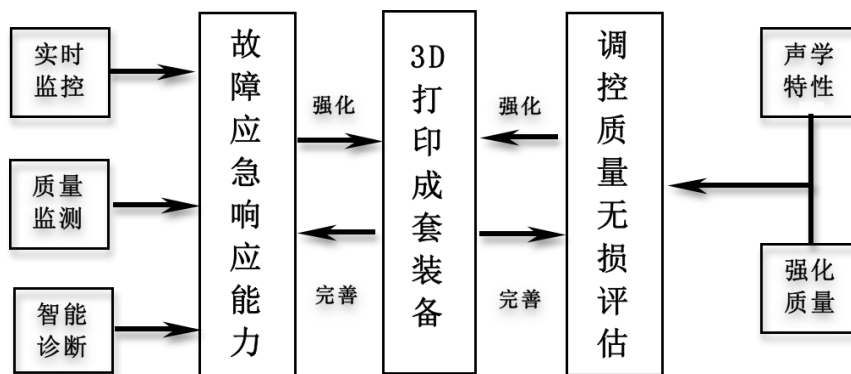 实时
监控
质量
监测
智能
诊断
故障应急响应能力
强化
完善
3D打印成套装备
强化
完善
调控质量无损评估
声学
特性
强化
质量